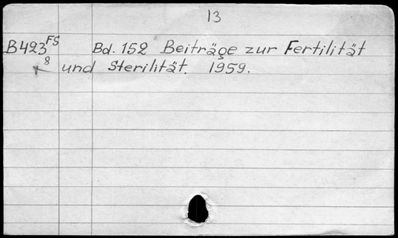 13
B423 FS Bd. 152 Beiträge zur Fertilität
8 und Sterilität. 1959.